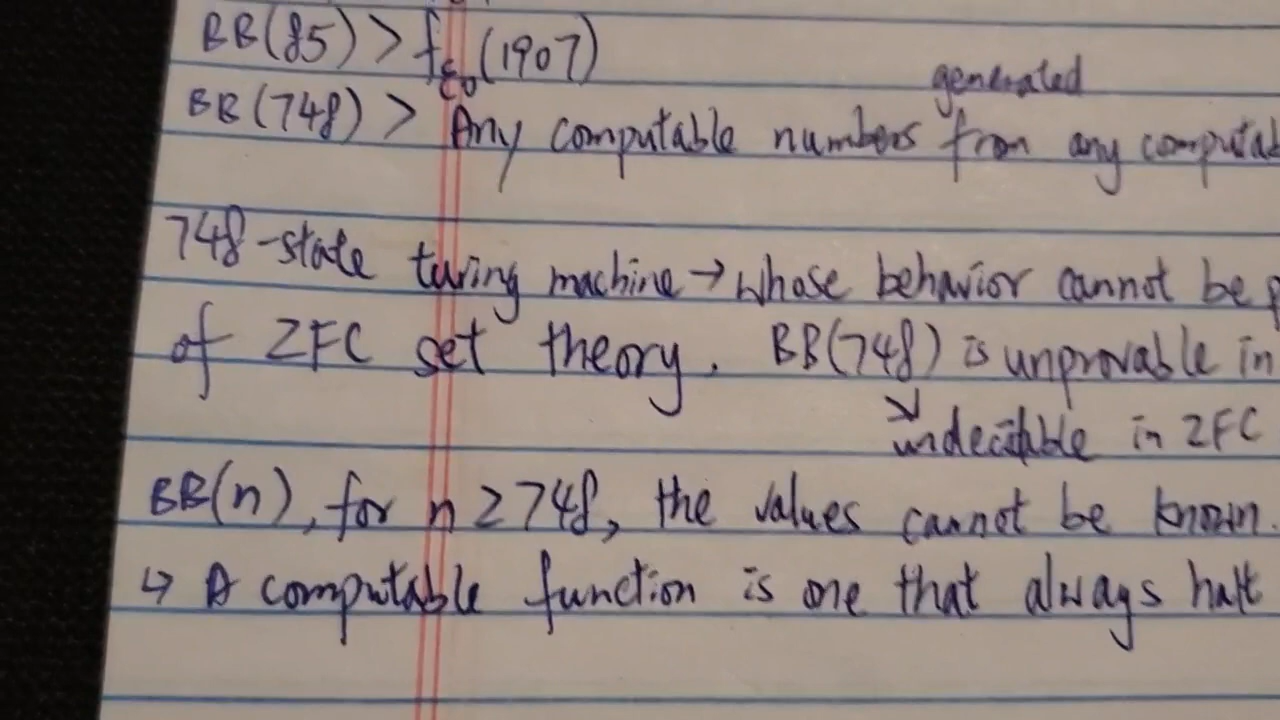 BB(85) > fε₀(1907)
generated
BB(748) > Any computable numbers from any computab
748-state turing machine → whose behavior cannot be p
of ZFC set theory. BB(748) is unprovable in
↘ undecidable in ZFC
BB(n), for n ≥ 748, the values cannot be known.
↳ A computable function is one that always halt